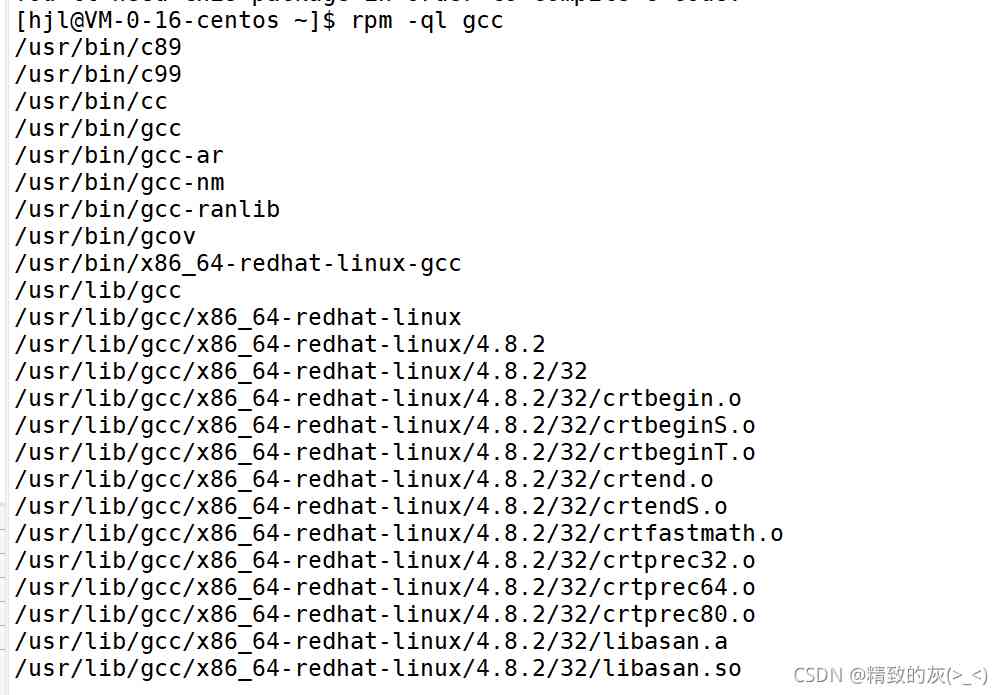 [hjl@VM-0-16-centos ~]$ rpm -ql gcc
/usr/bin/c89
/usr/bin/c99
/usr/bin/cc
/usr/bin/gcc
/usr/bin/gcc-ar
/usr/bin/gcc-nm
/usr/bin/gcc-ranlib
/usr/bin/gcov
/usr/bin/x86_64-redhat-linux-gcc
/usr/lib/gcc
/usr/lib/gcc/x86_64-redhat-linux
/usr/lib/gcc/x86_64-redhat-linux/4.8.2
/usr/lib/gcc/x86_64-redhat-linux/4.8.2/32
/usr/lib/gcc/x86_64-redhat-linux/4.8.2/32/crtbegin.o
/usr/lib/gcc/x86_64-redhat-linux/4.8.2/32/crtbeginS.o
/usr/lib/gcc/x86_64-redhat-linux/4.8.2/32/crtbeginT.o
/usr/lib/gcc/x86_64-redhat-linux/4.8.2/32/crtend.o
/usr/lib/gcc/x86_64-redhat-linux/4.8.2/32/crtendS.o
/usr/lib/gcc/x86_64-redhat-linux/4.8.2/32/crtfastmath.o
/usr/lib/gcc/x86_64-redhat-linux/4.8.2/32/crtprec32.o
/usr/lib/gcc/x86_64-redhat-linux/4.8.2/32/crtprec64.o
/usr/lib/gcc/x86_64-redhat-linux/4.8.2/32/crtprec80.o
/usr/lib/gcc/x86_64-redhat-linux/4.8.2/32/libasan.a
/usr/lib/gcc/x86_64-redhat-linux/4.8.2/32/libasan.so
CSDN @精致的灰(>_<)